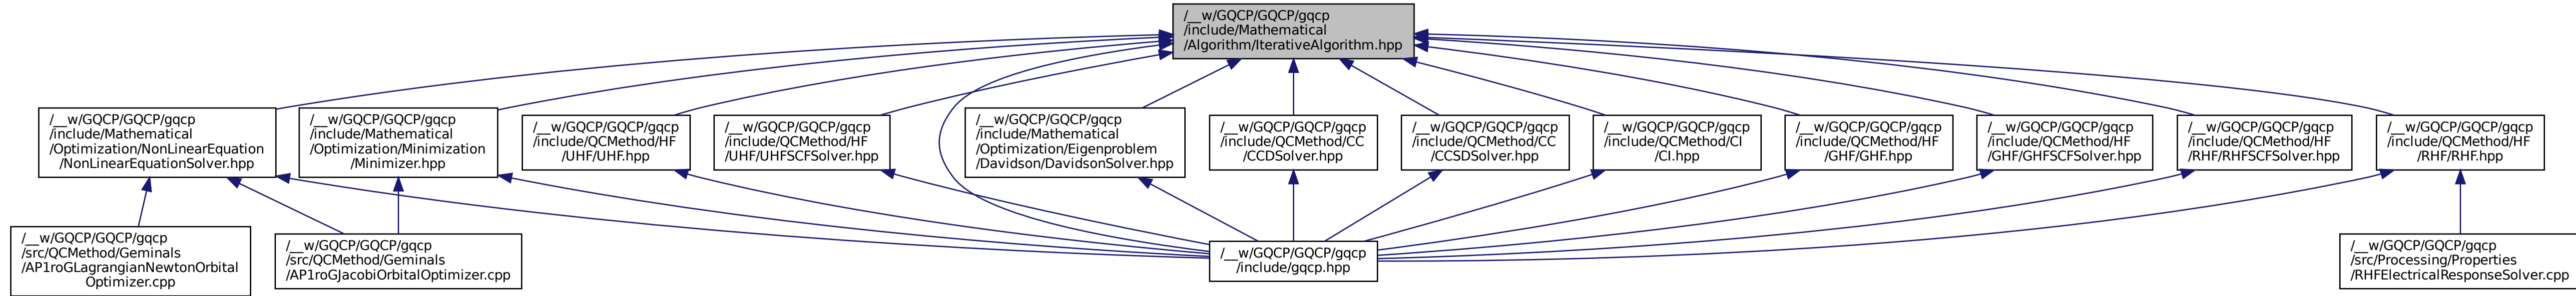 /__w/GQCP/GQCP/gqcp
/include/Mathematical
/Algorithm/IterativeAlgorithm.hpp
/__w/GQCP/GQCP/gqcp
/include/Mathematical
/Optimization/NonLinearEquation
/NonLinearEquationSolver.hpp
/__w/GQCP/GQCP/gqcp
/include/Mathematical
/Optimization/Minimization
/Minimizer.hpp
/__w/GQCP/GQCP/gqcp
/include/QCMethod/HF
/UHF/UHF.hpp
/__w/GQCP/GQCP/gqcp
/include/QCMethod/HF
/UHF/UHFSCFSolver.hpp
/__w/GQCP/GQCP/gqcp
/include/Mathematical
/Optimization/Eigenproblem
/Davidson/DavidsonSolver.hpp
/__w/GQCP/GQCP/gqcp
/include/QCMethod/CC
/CCDSolver.hpp
/__w/GQCP/GQCP/gqcp
/include/QCMethod/CC
/CCSDSolver.hpp
/__w/GQCP/GQCP/gqcp
/include/QCMethod/CI
/CI.hpp
/__w/GQCP/GQCP/gqcp
/include/QCMethod/HF
/GHF/GHF.hpp
/__w/GQCP/GQCP/gqcp
/include/QCMethod/HF
/GHF/GHFSCFSolver.hpp
/__w/GQCP/GQCP/gqcp
/include/QCMethod/HF
/RHF/RHFSCFSolver.hpp
/__w/GQCP/GQCP/gqcp
/include/QCMethod/HF
/RHF/RHF.hpp
/__w/GQCP/GQCP/gqcp
/src/QCMethod/Geminals
/AP1roGLagrangianNewtonOrbital
Optimizer.cpp
/__w/GQCP/GQCP/gqcp
/src/QCMethod/Geminals
/AP1roGJacobiOrbitalOptimizer.cpp
/__w/GQCP/GQCP/gqcp
/include/gqcp.hpp
/__w/GQCP/GQCP/gqcp
/src/Processing/Properties
/RHFElectricalResponseSolver.cpp